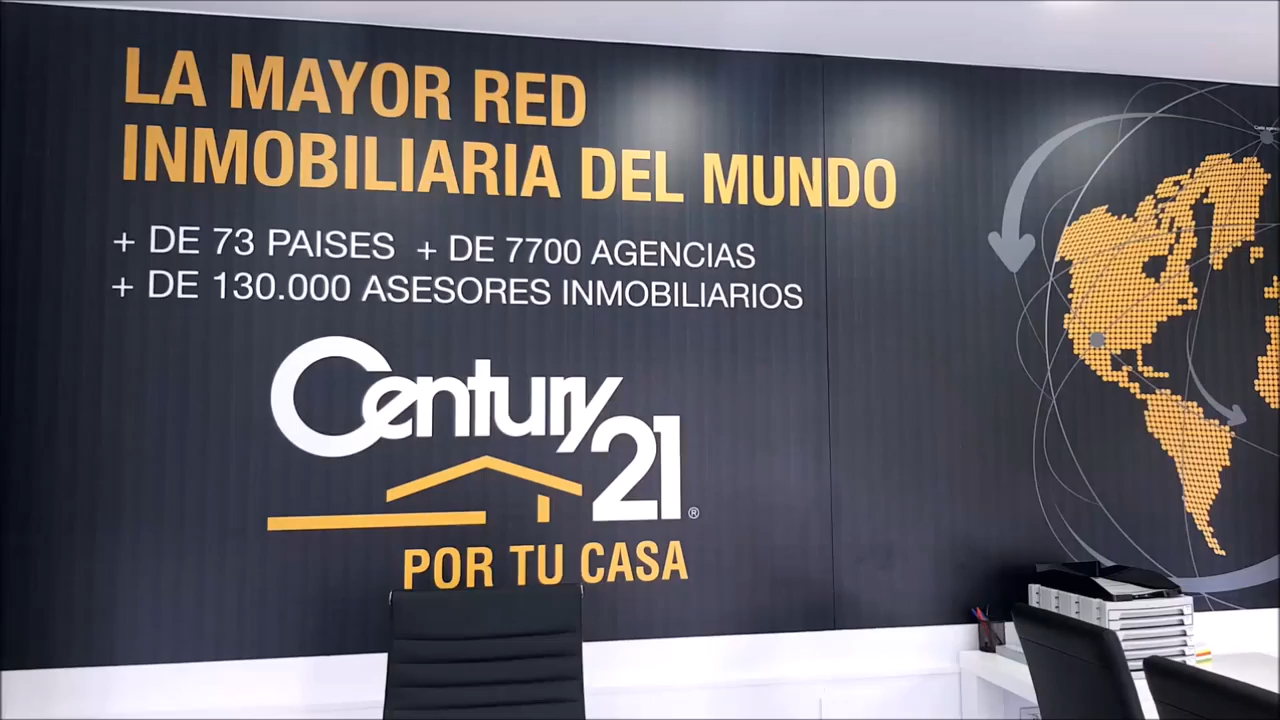 LA MAYOR RED
INMOBILIARIA DEL MUNDO
+ DE 73 PAISES + DE 7700 AGENCIAS
+ DE 130.000 ASESORES INMOBILIARIOS
Century
21®
POR TU CASA